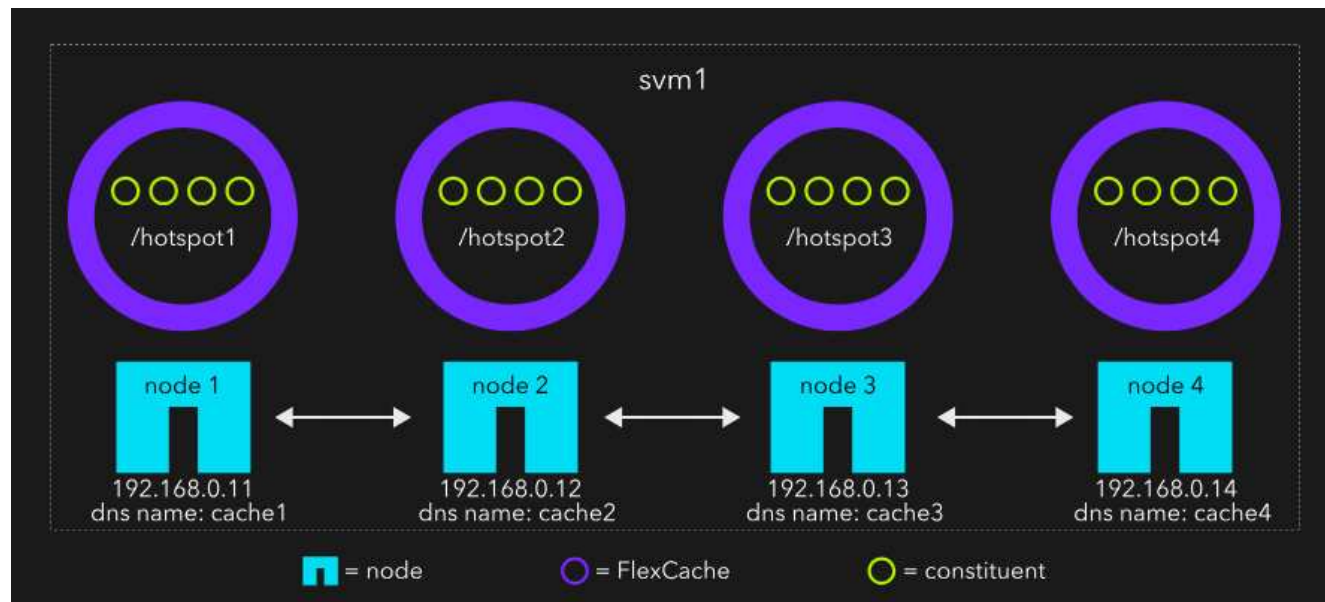 svm1
/hotspot1
/hotspot2
/hotspot3
/hotspot4
node 1
node 2
node 3
node 4
192.168.0.11
dns name: cache1
192.168.0.12
dns name: cache2
192.168.0.13
dns name: cache3
192.168.0.14
dns name: cache4
= node
= FlexCache
= constituent